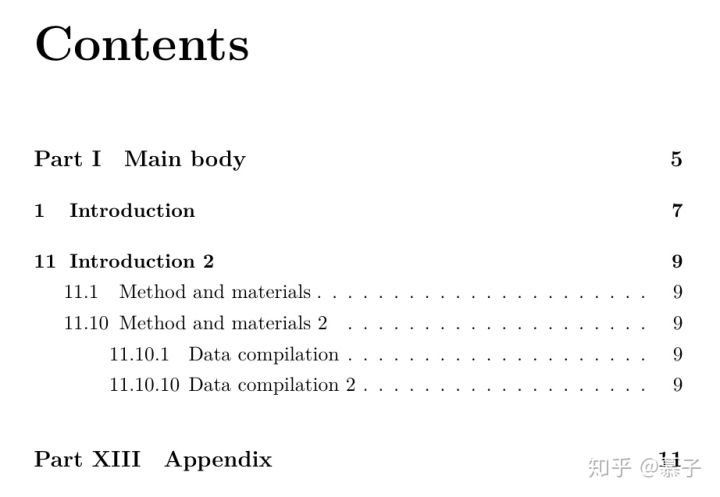 Contents
Part I Main body 5
1 Introduction 7
11 Introduction 2 9
11.1 Method and materials . . . . . . . . . . . . . . . . . . . . . . 9
11.10 Method and materials 2 . . . . . . . . . . . . . . . . . . . . 9
11.10.1 Data compilation . . . . . . . . . . . . . . . . . . . . 9
11.10.10 Data compilation 2 . . . . . . . . . . . . . . . . . . . 9
Part XIII Appendix 11
知乎 @慕子